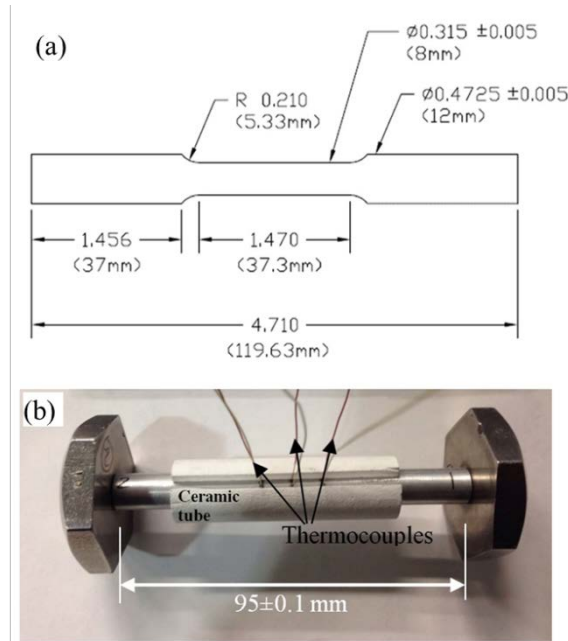 (a)
Ø0.315 ±0.005
(8mm)
R 0.210
(5.33mm)
Ø0.4725 ±0.005
(12mm)
1.456
(37mm)
1.470
(37.3mm)
4.710
(119.63mm)
(b)
Ceramic
tube
Thermocouples
95±0.1 mm